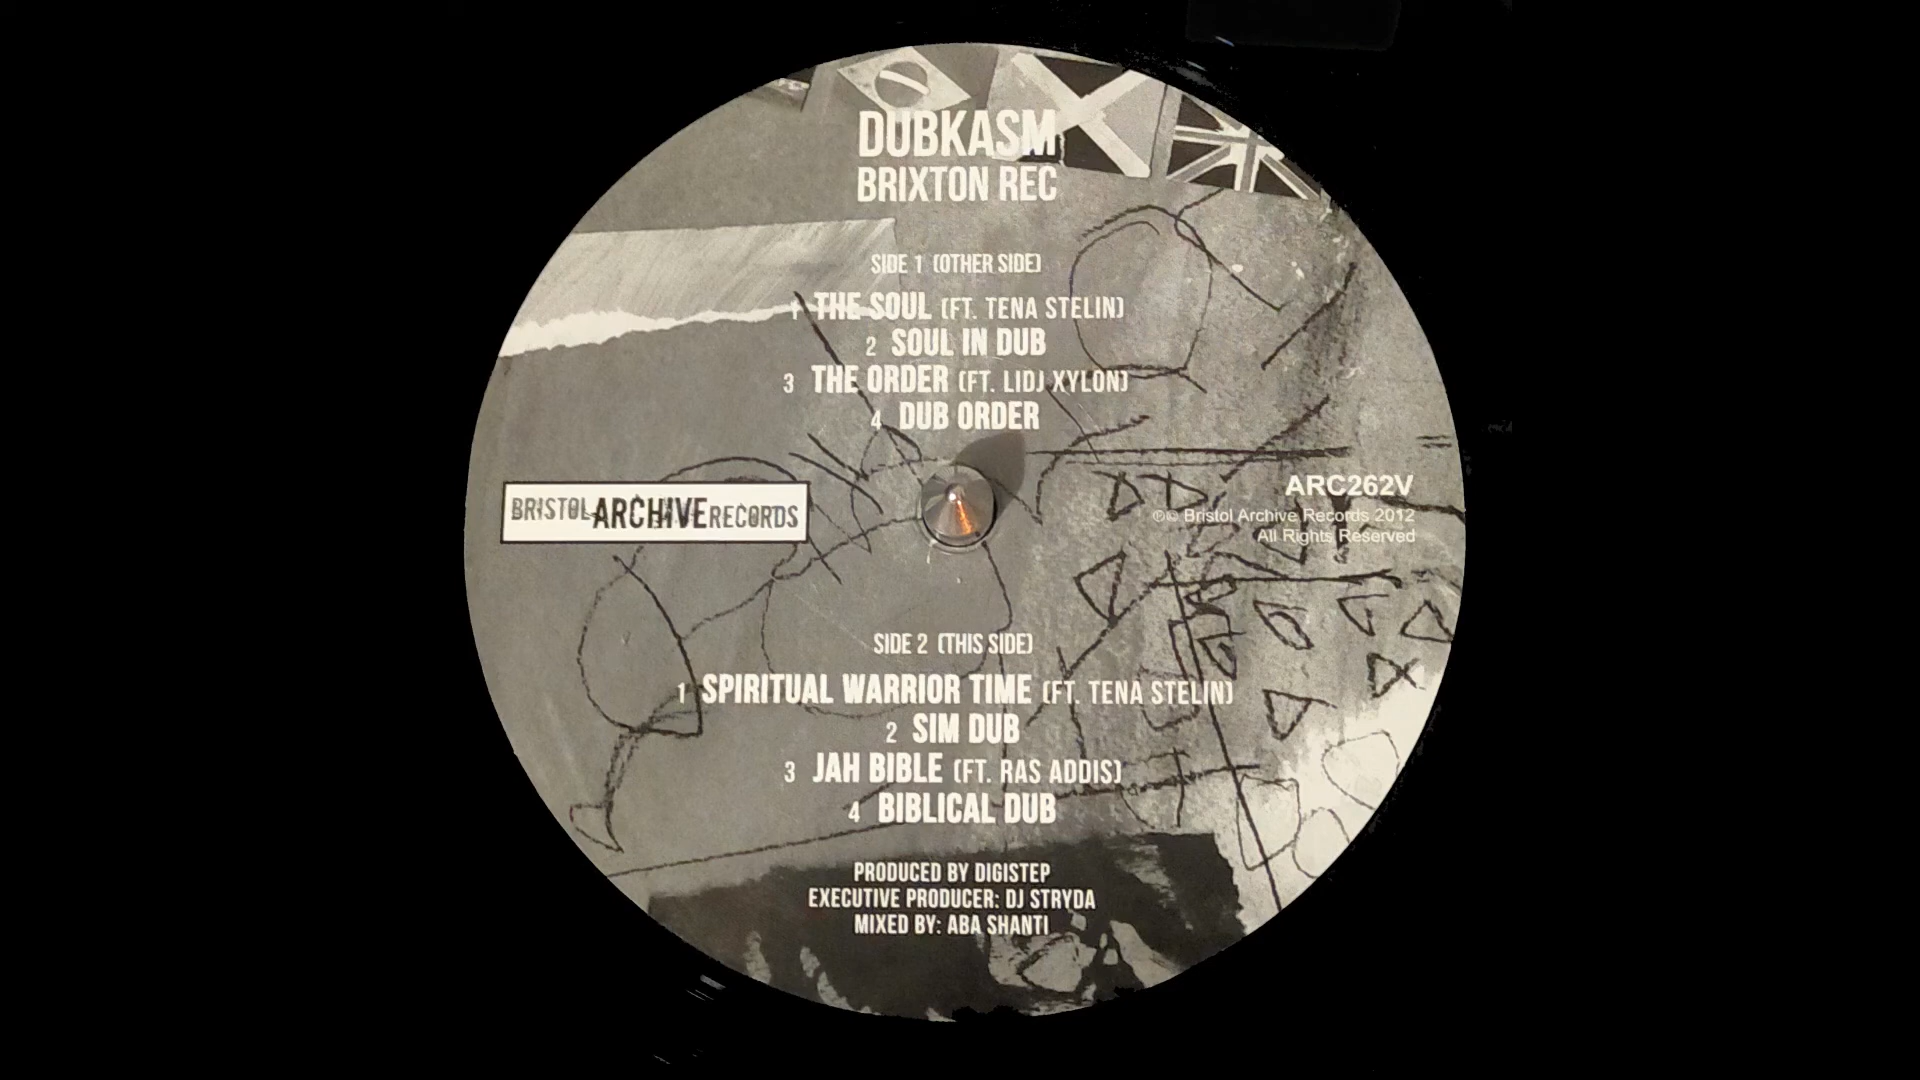 DUBKASM
BRIXTON REC
SIDE 1 (OTHER SIDE)
1 THE SOUL (FT. TENA STELIN)
2 SOUL IN DUB
3 THE ORDER (FT. LIDJ XYLON)
4 DUB ORDER
BRISTOL ARCHIVE RECORDS
ARC262V
℗© Bristol Archive Records 2012
All Rights Reserved
SIDE 2 (THIS SIDE)
1 SPIRITUAL WARRIOR TIME (FT. TENA STELIN)
2 SIM DUB
3 JAH BIBLE (FT. RAS ADDIS)
4 BIBLICAL DUB
PRODUCED BY DIGISTEP
EXECUTIVE PRODUCER: DJ STRYDA
MIXED BY: ABA SHANTI